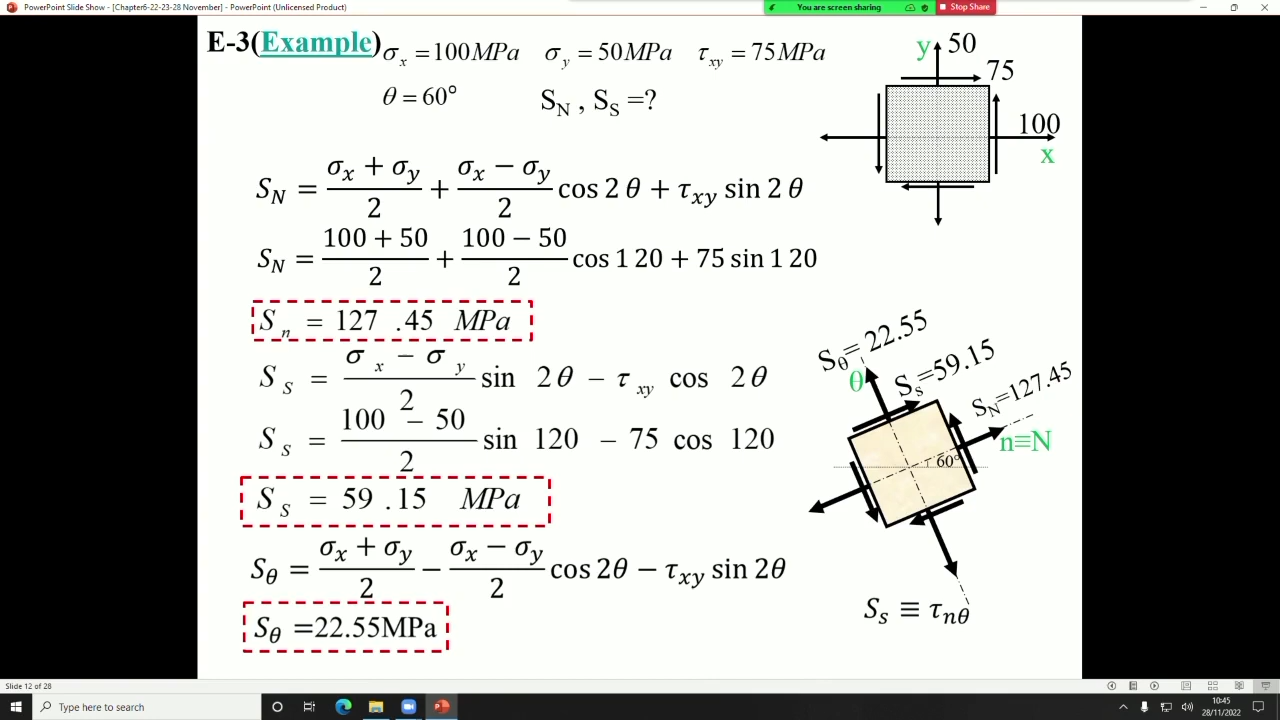 PowerPoint Slide Show - [Chapter6-22-23-28 November] - PowerPoint (Unlicensed Product)
You are screen sharing
Stop Share
E-3(Example) σx = 100MPa σy = 50MPa τxy = 75MPa
θ = 60° SN , SS =?
y 50
75
100
x
SN = (σx + σy)/2 + (σx − σy)/2 cos 2θ + τxy sin 2θ
SN = (100 + 50)/2 + (100 − 50)/2 cos 1 20 + 75 sin 1 20
Sn = 127 .45 MPa
SS = (σx − σy)/2 sin 2θ − τxy cos 2θ
SS = (100 − 50)/2 sin 120 − 75 cos 120
SS = 59 .15 MPa
Sθ = (σx + σy)/2 − (σx − σy)/2 cos 2θ − τxy sin 2θ
Sθ =22.55MPa
Sθ= 22.55
θ
Ss=59.15
SN=127.45
n≡N
60°
Ss ≡ τnθ
Slide 12 of 28
Type here to search
10:45
28/11/2022